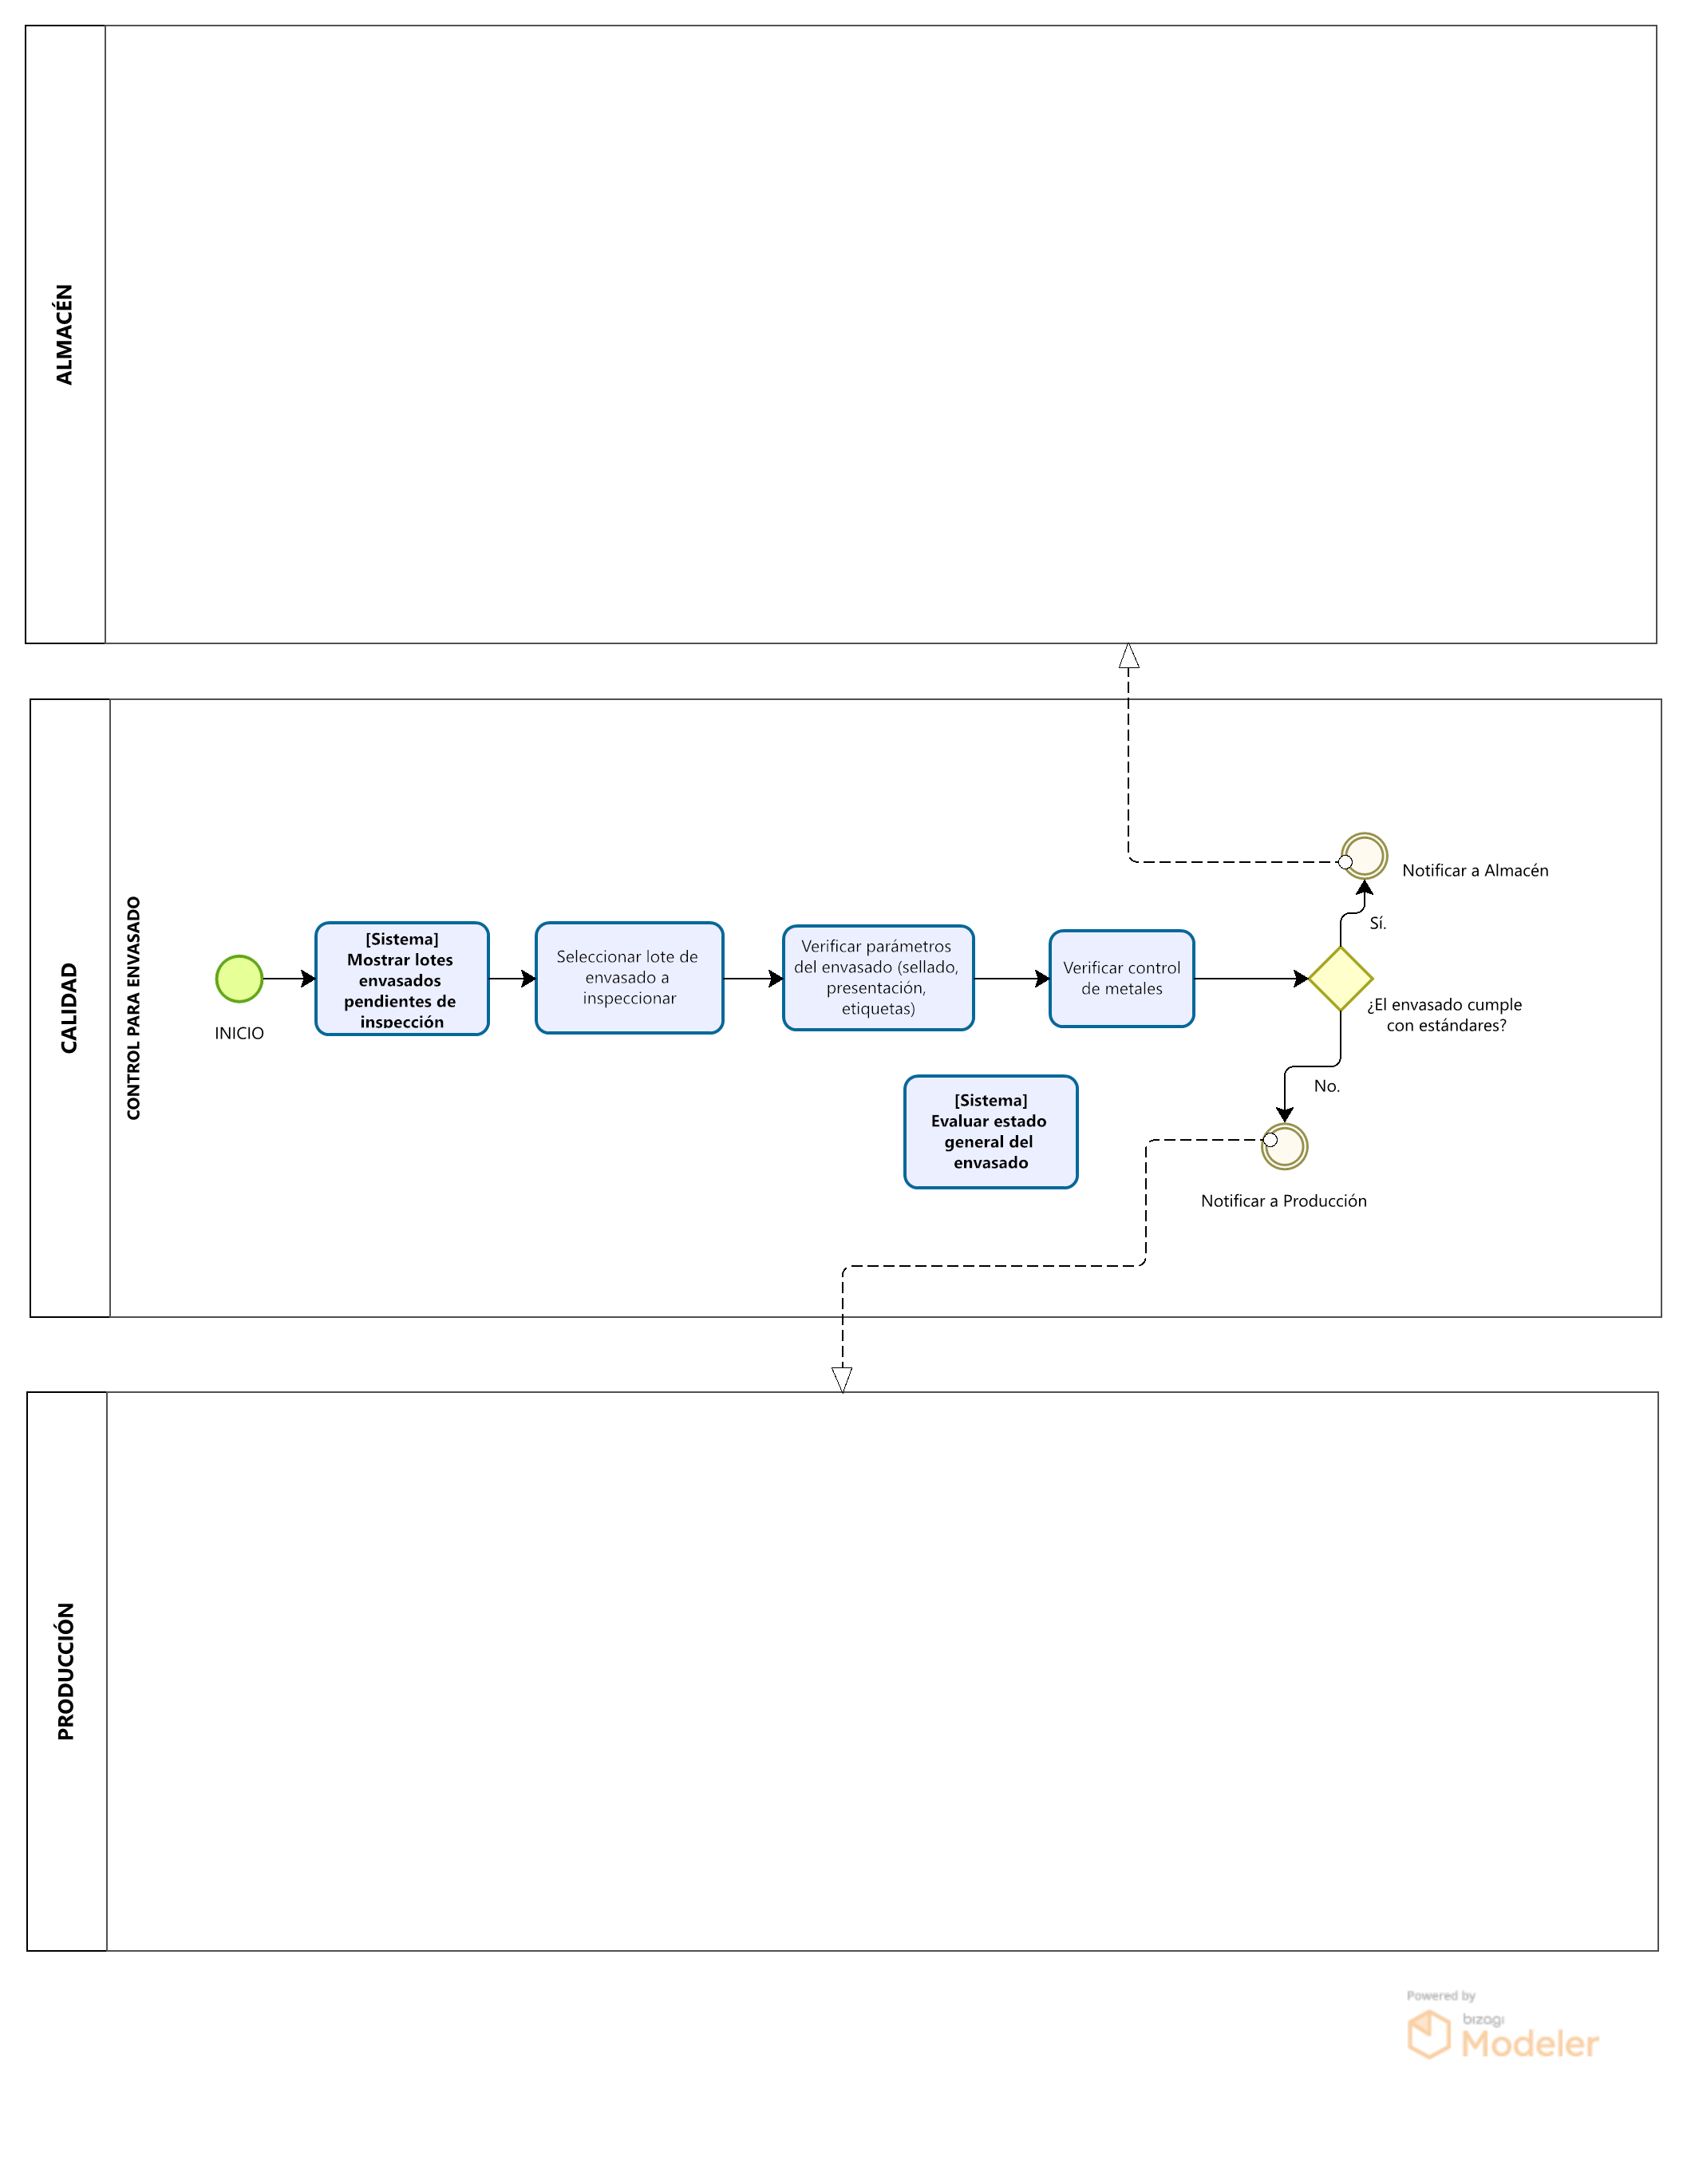 ALMACÉN
CALIDAD
CONTROL PARA ENVASADO
INICIO
[Sistema]
Mostrar lotes
envasados
pendientes de
inspección
Seleccionar lote de
envasado a
inspeccionar
Verificar parámetros
del envasado (sellado,
presentación,
etiquetas)
Verificar control
de metales
¿El envasado cumple
con estándares?
Sí.
Notificar a Almacén
No.
Notificar a Producción
[Sistema]
Evaluar estado
general del
envasado
PRODUCCIÓN
Powered by
bizagi
Modeler